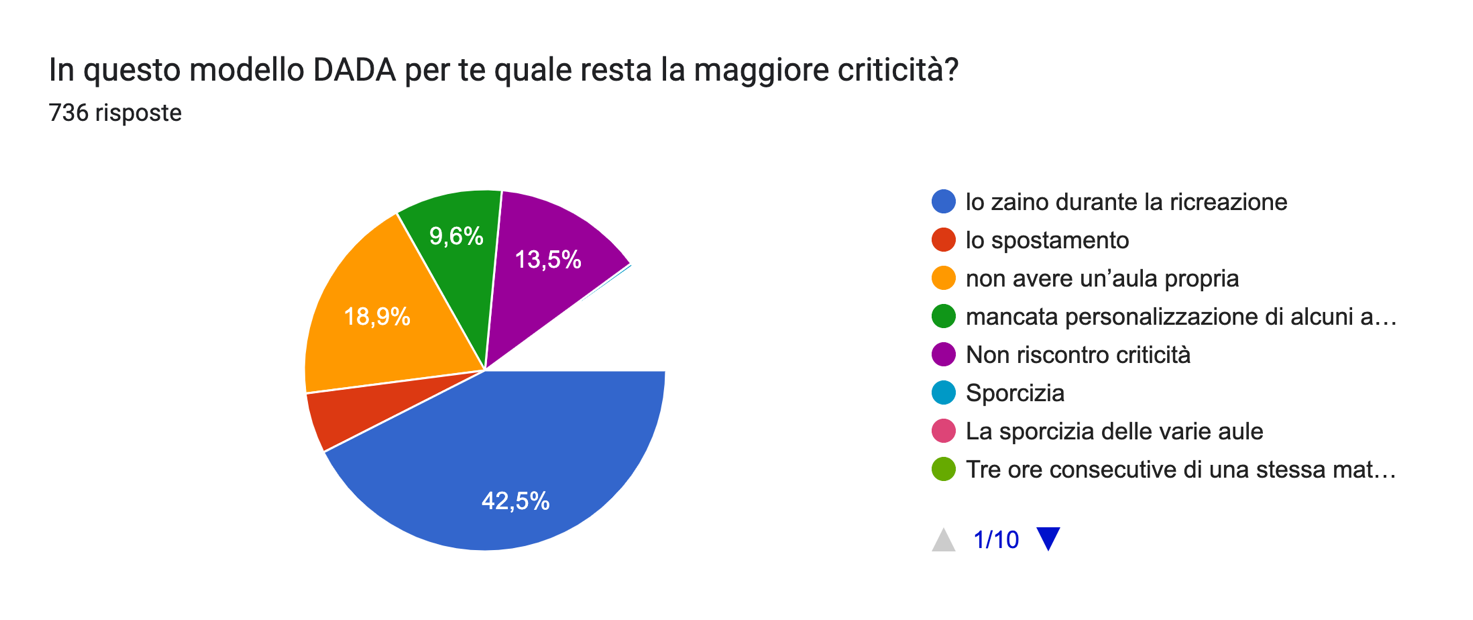 In questo modello DADA per te quale resta la maggiore criticità?
736 risposte
9,6%
13,5%
18,9%
42,5%
lo zaino durante la ricreazione
lo spostamento
non avere un’aula propria
mancata personalizzazione di alcuni a…
Non riscontro criticità
Sporcizia
La sporcizia delle varie aule
Tre ore consecutive di una stessa mat…
1/10